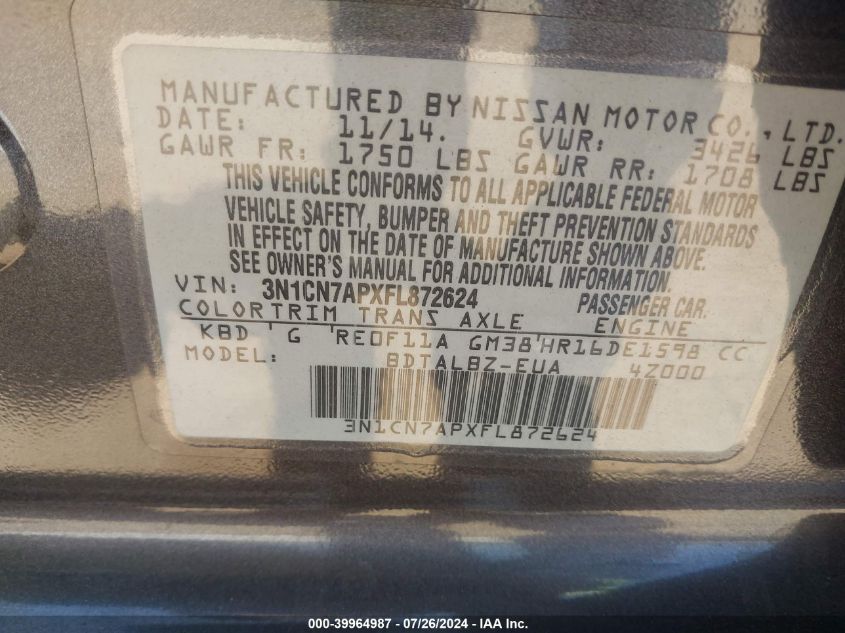 MANUFACTURED BY NISSAN MOTOR CO., LTD.
DATE: 11/14. GVWR: 3426 LBS
GAWR FR: 1750 LBS GAWR RR: 1708 LBS
THIS VEHICLE CONFORMS TO ALL APPLICABLE FEDERAL MOTOR
VEHICLE SAFETY, BUMPER AND THEFT PREVENTION STANDARDS
IN EFFECT ON THE DATE OF MANUFACTURE SHOWN ABOVE.
SEE OWNER'S MANUAL FOR ADDITIONAL INFORMATION.
VIN: 3N1CN7APXFL872624 PASSENGER CAR.
COLOR TRIM TRANS AXLE ENGINE
KBD ' G ' RE0F11A GM38'HR16DE1598 CC
MODEL: BDTALBZ-EUA 4Z000
3N1CN7APXFL872624
000-39964987 / 07/26/2024 - IAA Inc.